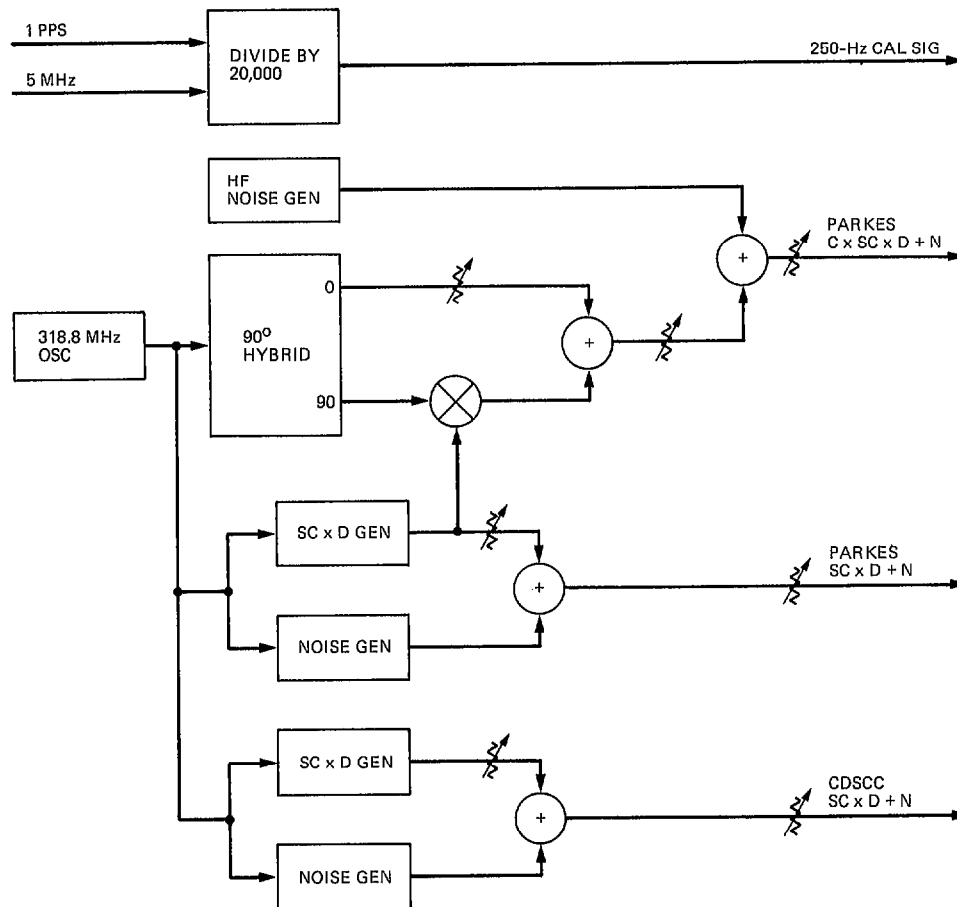 1 PPS
5 MHz
DIVIDE BY
20,000
250-Hz CAL SIG
HF
NOISE GEN
PARKES
C x SC x D + N
+
318.8 MHz
OSC
90° HYBRID
0
90
+
SC x D GEN
NOISE GEN
+
PARKES
SC x D + N
SC x D GEN
NOISE GEN
+
CDSCC
SC x D + N